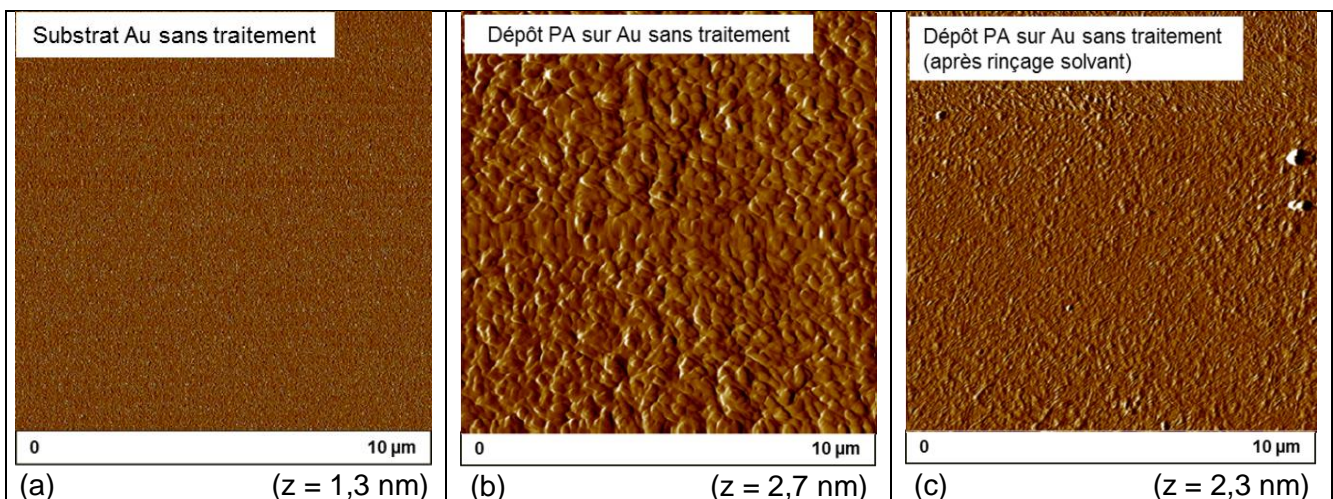 Substrat Au sans traitement
0 10 µm
(a) (z = 1,3 nm)
Dépôt PA sur Au sans traitement
0 10 µm
(b) (z = 2,7 nm)
Dépôt PA sur Au sans traitement
(après rinçage solvant)
0 10 µm
(c) (z = 2,3 nm)